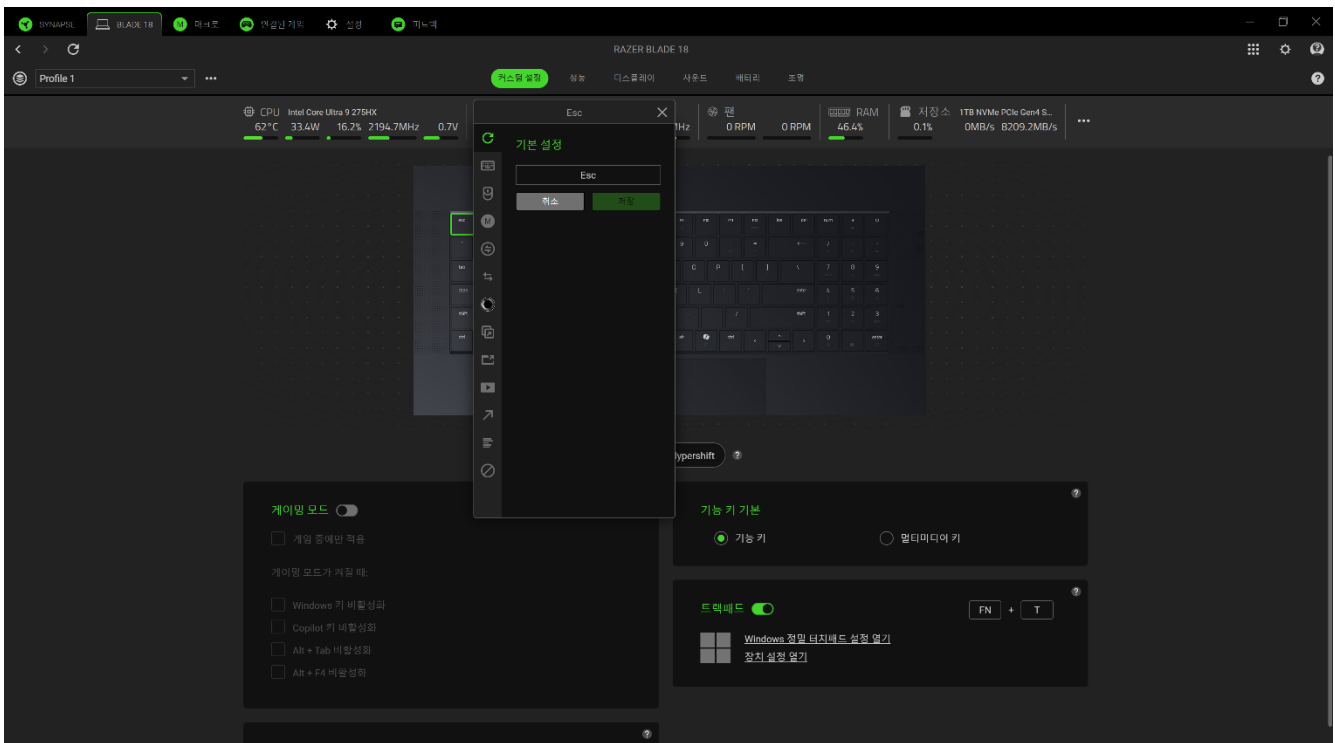 SYNAPSE BLADE 18 매크로 연결된 게임 설정 피드백
RAZER BLADE 18
Profile 1 커스텀 설정 성능 디스플레이 사운드 배터리 조명
CPU Intel Core Ultra 9 275HX
62°C 33.4W 16.2% 2194.7MHz 0.7V
팬
0 RPM 0 RPM
RAM
46.4%
저장소 1TB NVMe PCIe Gen4 S...
0.1% 0MB/s 8209.2MB/s
Esc
기본 설정
Esc
취소 저장
ypershift
게이밍 모드
게임 중에만 적용
게이밍 모드가 켜질 때:
Windows 키 비활성화
Copilot 키 비활성화
Alt + Tab 비활성화
Alt + F4 비활성화
기능 키 기본
기능 키 멀티미디어 키
트랙패드 FN + T
Windows 정밀 터치패드 설정 열기
장치 설정 열기